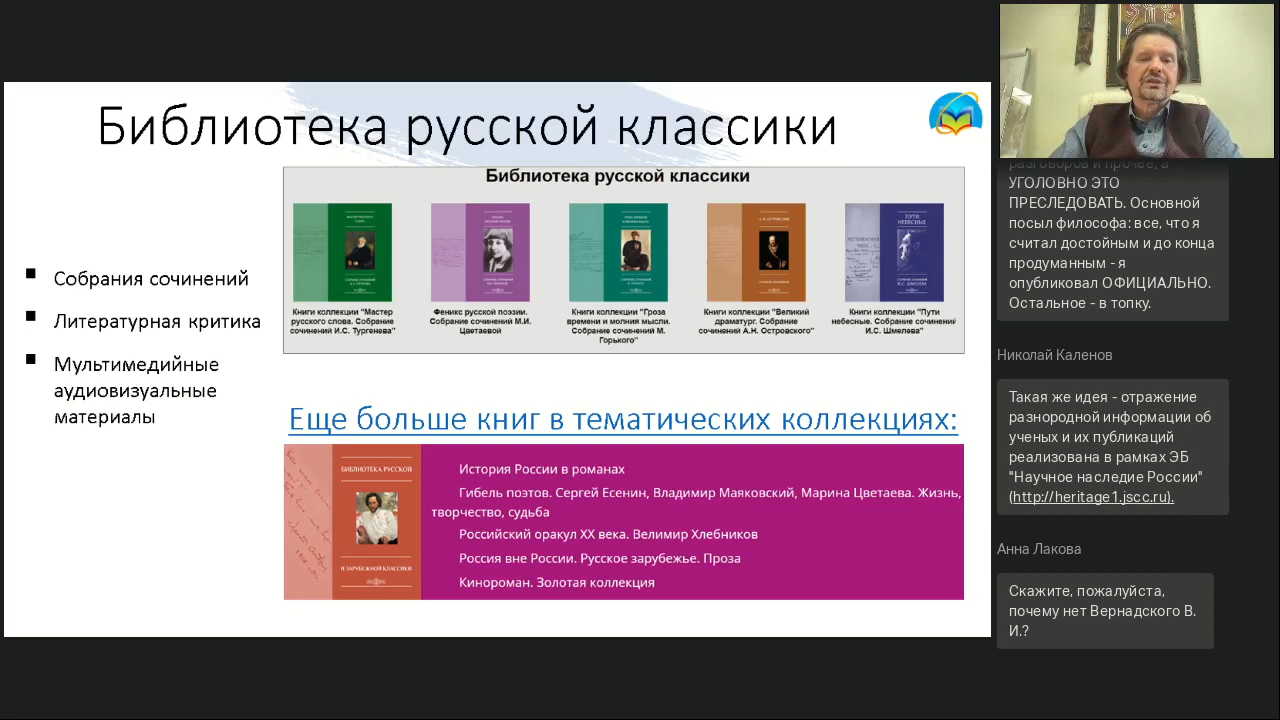 Библиотека русской классики
Собрания сочинений
Литературная критика
Мультимедийные
аудиовизуальные
материалы
Библиотека русской классики
ПУТИ
НЕБЕСНЫЕ
Книги коллекции "Мастер
русского слова. Собрание
сочинений И.С. Тургенева"
Феникс русской поэзии.
Собрание сочинений М.И.
Цветаевой
Книги коллекции "Гроза
времени и молния мысли.
Собрание сочинений М.
Горького"
Книги коллекции "Великий
драматург. Собрание
сочинений А.Н. Островского"
Книги коллекции "Пути
небесные. Собрание сочинений
И.С. Шмелева"
Еще больше книг в тематических коллекциях:
БИБЛИОТЕКА РУССКОЙ
И ЗАРУБЕЖНОЙ КЛАССИКИ
История России в романах
Гибель поэтов. Сергей Есенин, Владимир Маяковский, Марина Цветаева. Жизнь,
творчество, судьба
Российский оракул XX века. Велимир Хлебников
Россия вне России. Русское зарубежье. Проза
Кинороман. Золотая коллекция
разговоров и прочее, а
УГОЛОВНО ЭТО
ПРЕСЛЕДОВАТЬ. Основной
посыл философа: все, что я
считал достойным и до конца
продуманным - я
опубликовал ОФИЦИАЛЬНО.
Остальное - в топку.
Николай Каленов
Такая же идея - отражение
разнородной информации об
ученых и их публикаций
реализована в рамках ЭБ
"Научное наследие России"
(http://heritage1.jscc.ru).
Анна Лакова
Скажите, пожалуйста,
почему нет Вернадского В.
И.?